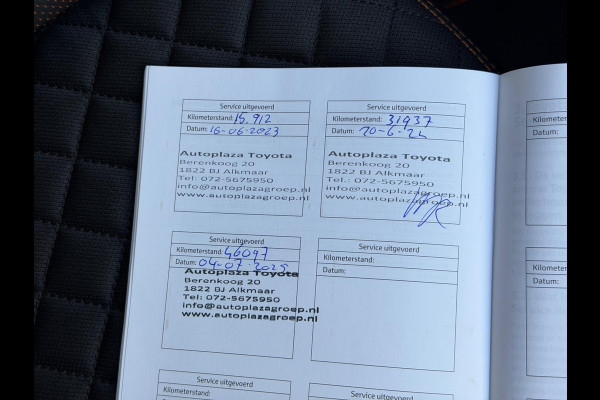 Service uitgevoerd
Kilometerstand: 15.912
Datum: 16-06-2023
Autoplaza Toyota
Berenkoog 20
1822 BJ Alkmaar
Tel: 072-5675950
info@autoplazagroep.nl
www.autoplazagroep.nl
Service uitgevoerd
Kilometerstand: 31937
Datum: 10-6-24
Autoplaza Toyota
Berenkoog 20
1822 BJ Alkmaar
Tel.: 072-5675950
info@autoplazagroep.nl
www.autoplazagroep.nl
Service uitgevoerd
Kilometerstand: 46097
Datum: 04-07-2025
Autoplaza Toyota
Berenkoog 20
1822 BJ Alkmaar
Tel: 072-5675950
info@autoplazagroep.nl
www.autoplazagroep.nl
Service uitgevoerd
Kilometerstand:
Datum:
Service uitgevoerd
Kilometerstand:
Datum:
Service uitgevoerd
Kilometerstand:
Datum:
Datum: